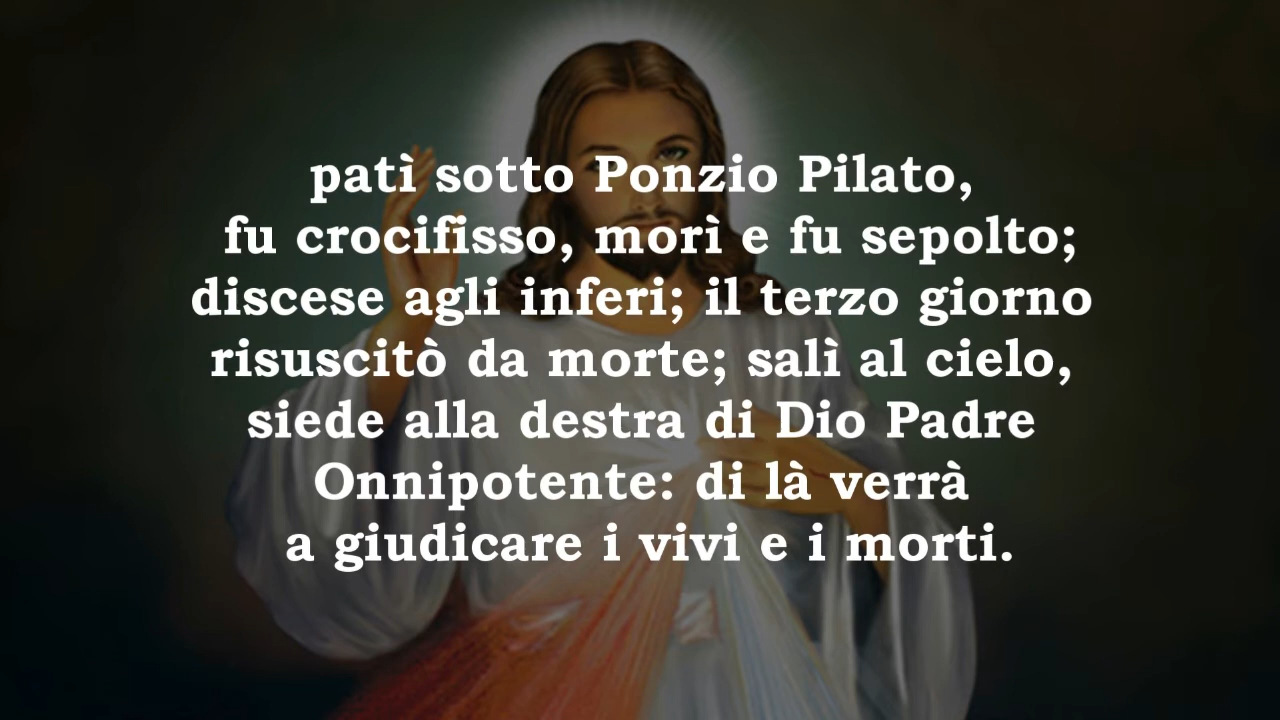 patì sotto Ponzio Pilato,
fu crocifisso, morì e fu sepolto;
discese agli inferi; il terzo giorno
risuscitò da morte; salì al cielo,
siede alla destra di Dio Padre
Onnipotente: di là verrà
a giudicare i vivi e i morti.